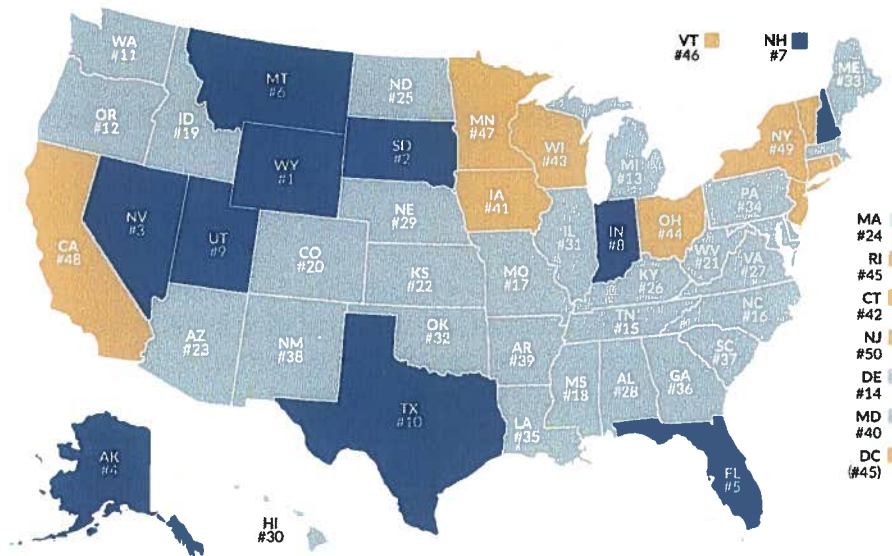 VT
#46
NH
#7
WA
#11
MT
#6
ND
#25
MN
#47
ME
#33
OR
#12
ID
#19
SD
#2
WI
#43
NY
#49
WY
#1
MI
#13
IA
#41
NE
#29
PA
#34
NV
#3
UT
#9
IL
#31
IN
#8
OH
#44
CA
#48
CO
#20
WV
#21
VA
#27
KS
#22
MO
#17
KY
#26
NC
#16
TN
#15
AZ
#23
NM
#38
OK
#32
AR
#39
SC
#37
MS
#18
AL
#28
GA
#36
TX
#10
LA
#35
FL
#5
AK
#4
HI
#30
MA
#24
RI
#45
CT
#42
NJ
#50
DE
#14
MD
#40
DC
(#45)